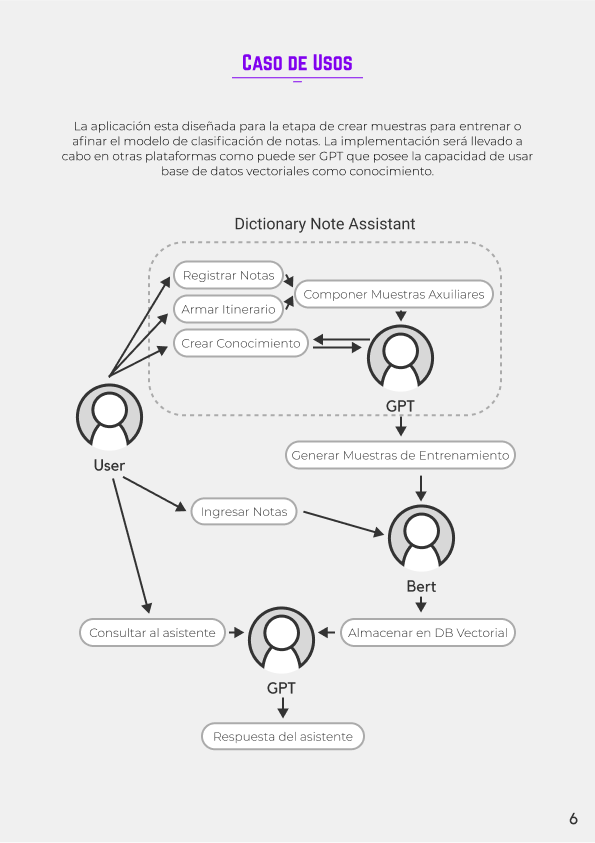 Caso de Usos
La aplicación esta diseñada para la etapa de crear muestras para entrenar o
afinar el modelo de clasificación de notas. La implementación será llevado a
cabo en otras plataformas como puede ser GPT que posee la capacidad de usar
base de datos vectoriales como conocimiento.
Dictionary Note Assistant
Registrar Notas
Componer Muestras Axuiliares
Armar Itinerario
Crear Conocimiento
GPT
User
Generar Muestras de Entrenamiento
Ingresar Notas
Bert
Consultar al asistente
Almacenar en DB Vectorial
GPT
Respuesta del asistente
6